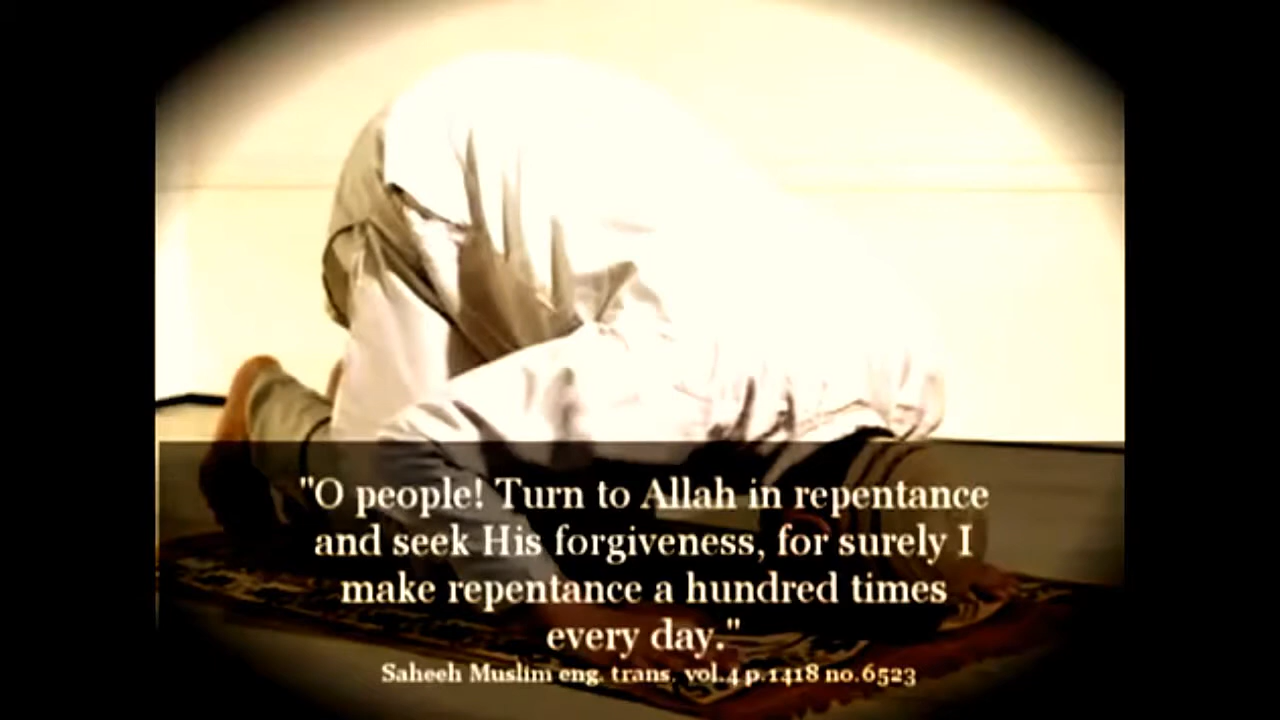 "O people! Turn to Allah in repentance
and seek His forgiveness, for surely I
make repentance a hundred times
every day."
Saheeh Muslim eng. trans. vol.4 p.1418 no.6523